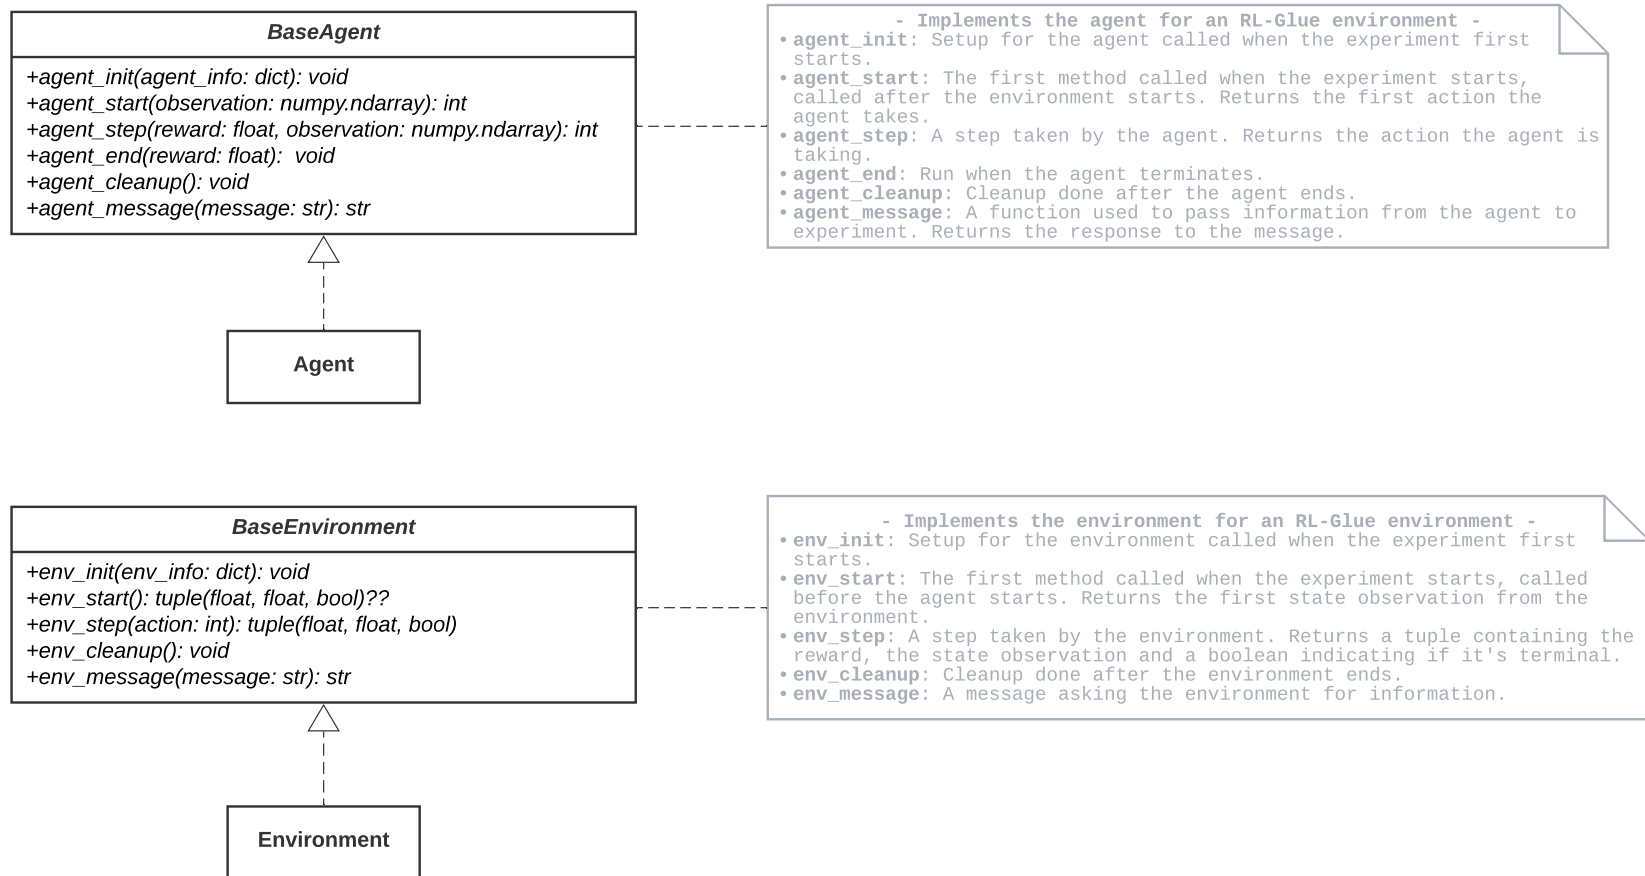 BaseAgent
+agent_init(agent_info: dict): void
+agent_start(observation: numpy.ndarray): int
+agent_step(reward: float, observation: numpy.ndarray): int
+agent_end(reward: float):  void
+agent_cleanup(): void
+agent_message(message: str): str
- Implements the agent for an RL-Glue environment -
• agent_init: Setup for the agent called when the experiment first
starts.
• agent_start: The first method called when the experiment starts,
called after the environment starts. Returns the first action the
agent takes.
• agent_step: A step taken by the agent. Returns the action the agent is
taking.
• agent_end: Run when the agent terminates.
• agent_cleanup: Cleanup done after the agent ends.
• agent_message: A function used to pass information from the agent to
experiment. Returns the response to the message.
Agent
BaseEnvironment
+env_init(env_info: dict): void
+env_start(): tuple(float, float, bool)??
+env_step(action: int): tuple(float, float, bool)
+env_cleanup(): void
+env_message(message: str): str
- Implements the environment for an RL-Glue environment -
• env_init: Setup for the environment called when the experiment first
starts.
• env_start: The first method called when the experiment starts, called
before the agent starts. Returns the first state observation from the
environment.
• env_step: A step taken by the environment. Returns a tuple containing the
reward, the state observation and a boolean indicating if it's terminal.
• env_cleanup: Cleanup done after the environment ends.
• env_message: A message asking the environment for information.
Environment